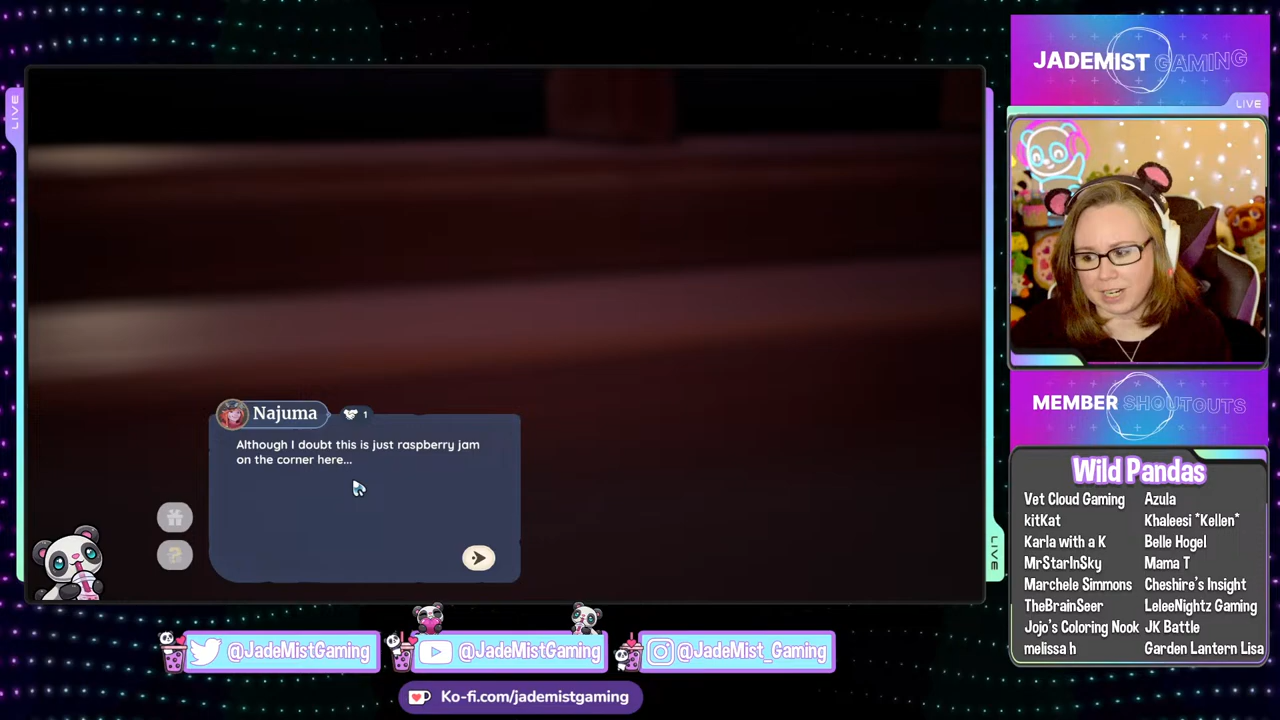 LIVE
JADEMIST GAMING
LIVE
Najuma
1
Although I doubt this is just raspberry jam
on the corner here...
?
LIVE
MEMBER SHOUTOUTS
Wild Pandas
Vet Cloud Gaming Azula
kitKat Khaleesi *Kellen*
Karla with a K Belle Hogel
MrStarInSky Mama T
Marchele Simmons Cheshire's Insight
TheBrainSeer LeleeNightz Gaming
Jojo's Coloring Nook JK Battle
melissa h Garden Lantern Lisa
@JadeMistGaming
@JadeMistGaming
@JadeMist_Gaming
Ko-fi.com/jademistgaming